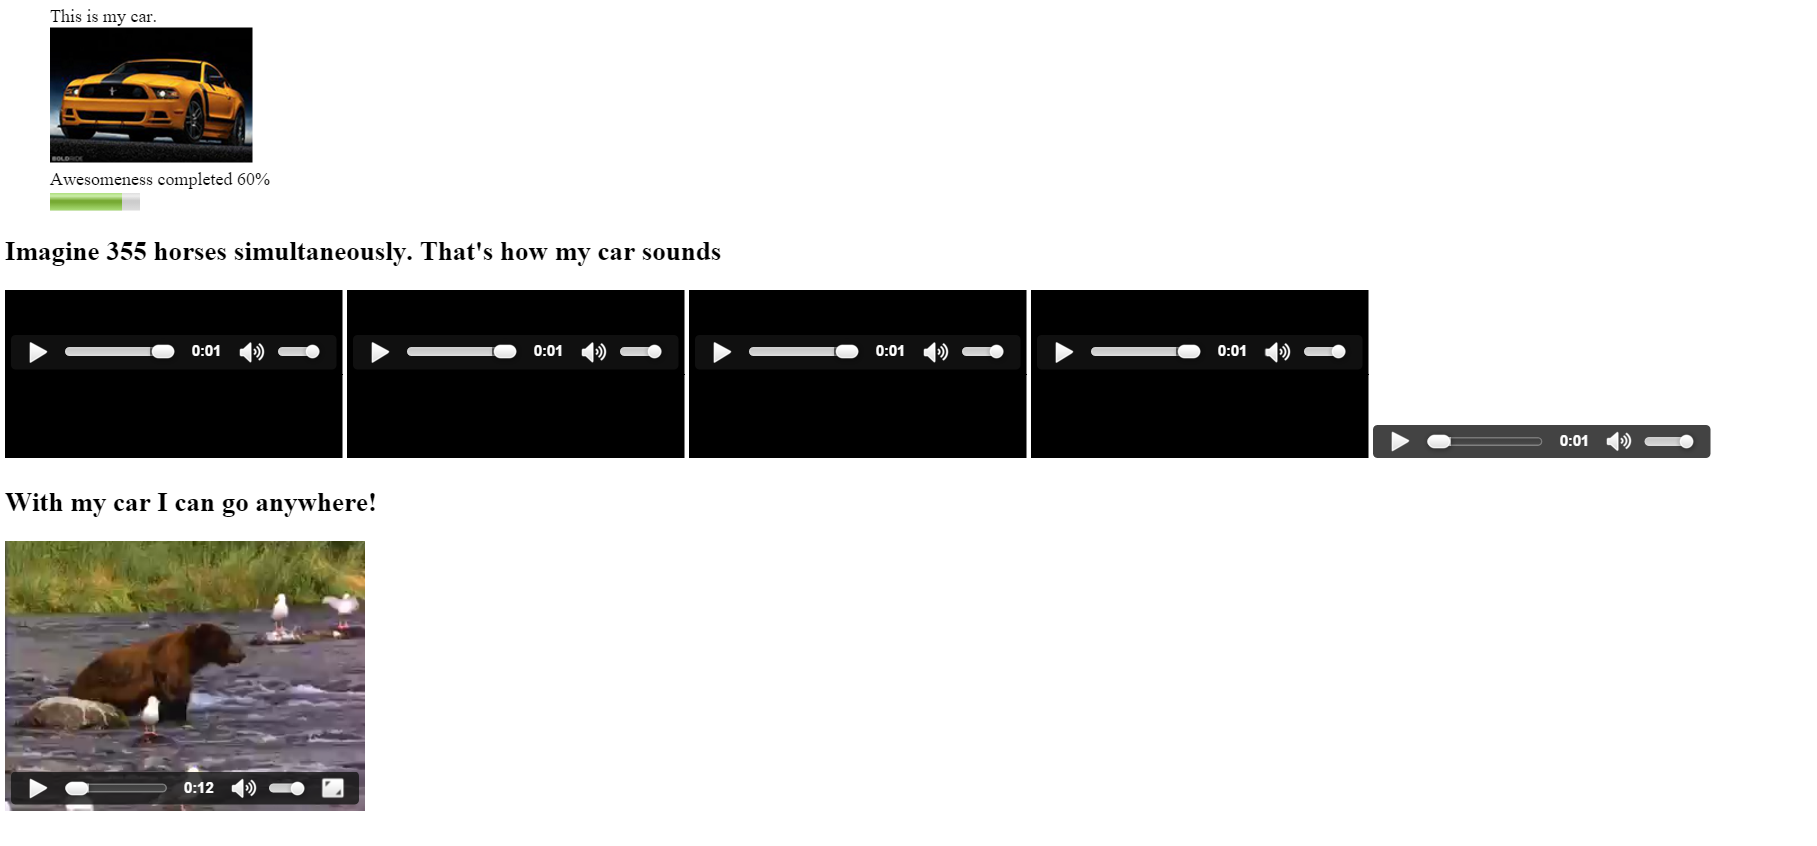 This is my car.
BOLDRIDE
Awesomeness completed 60%
Imagine 355 horses simultaneously. That's how my car sounds
0:01 0:01 0:01 0:01
0:01
With my car I can go anywhere!
0:12